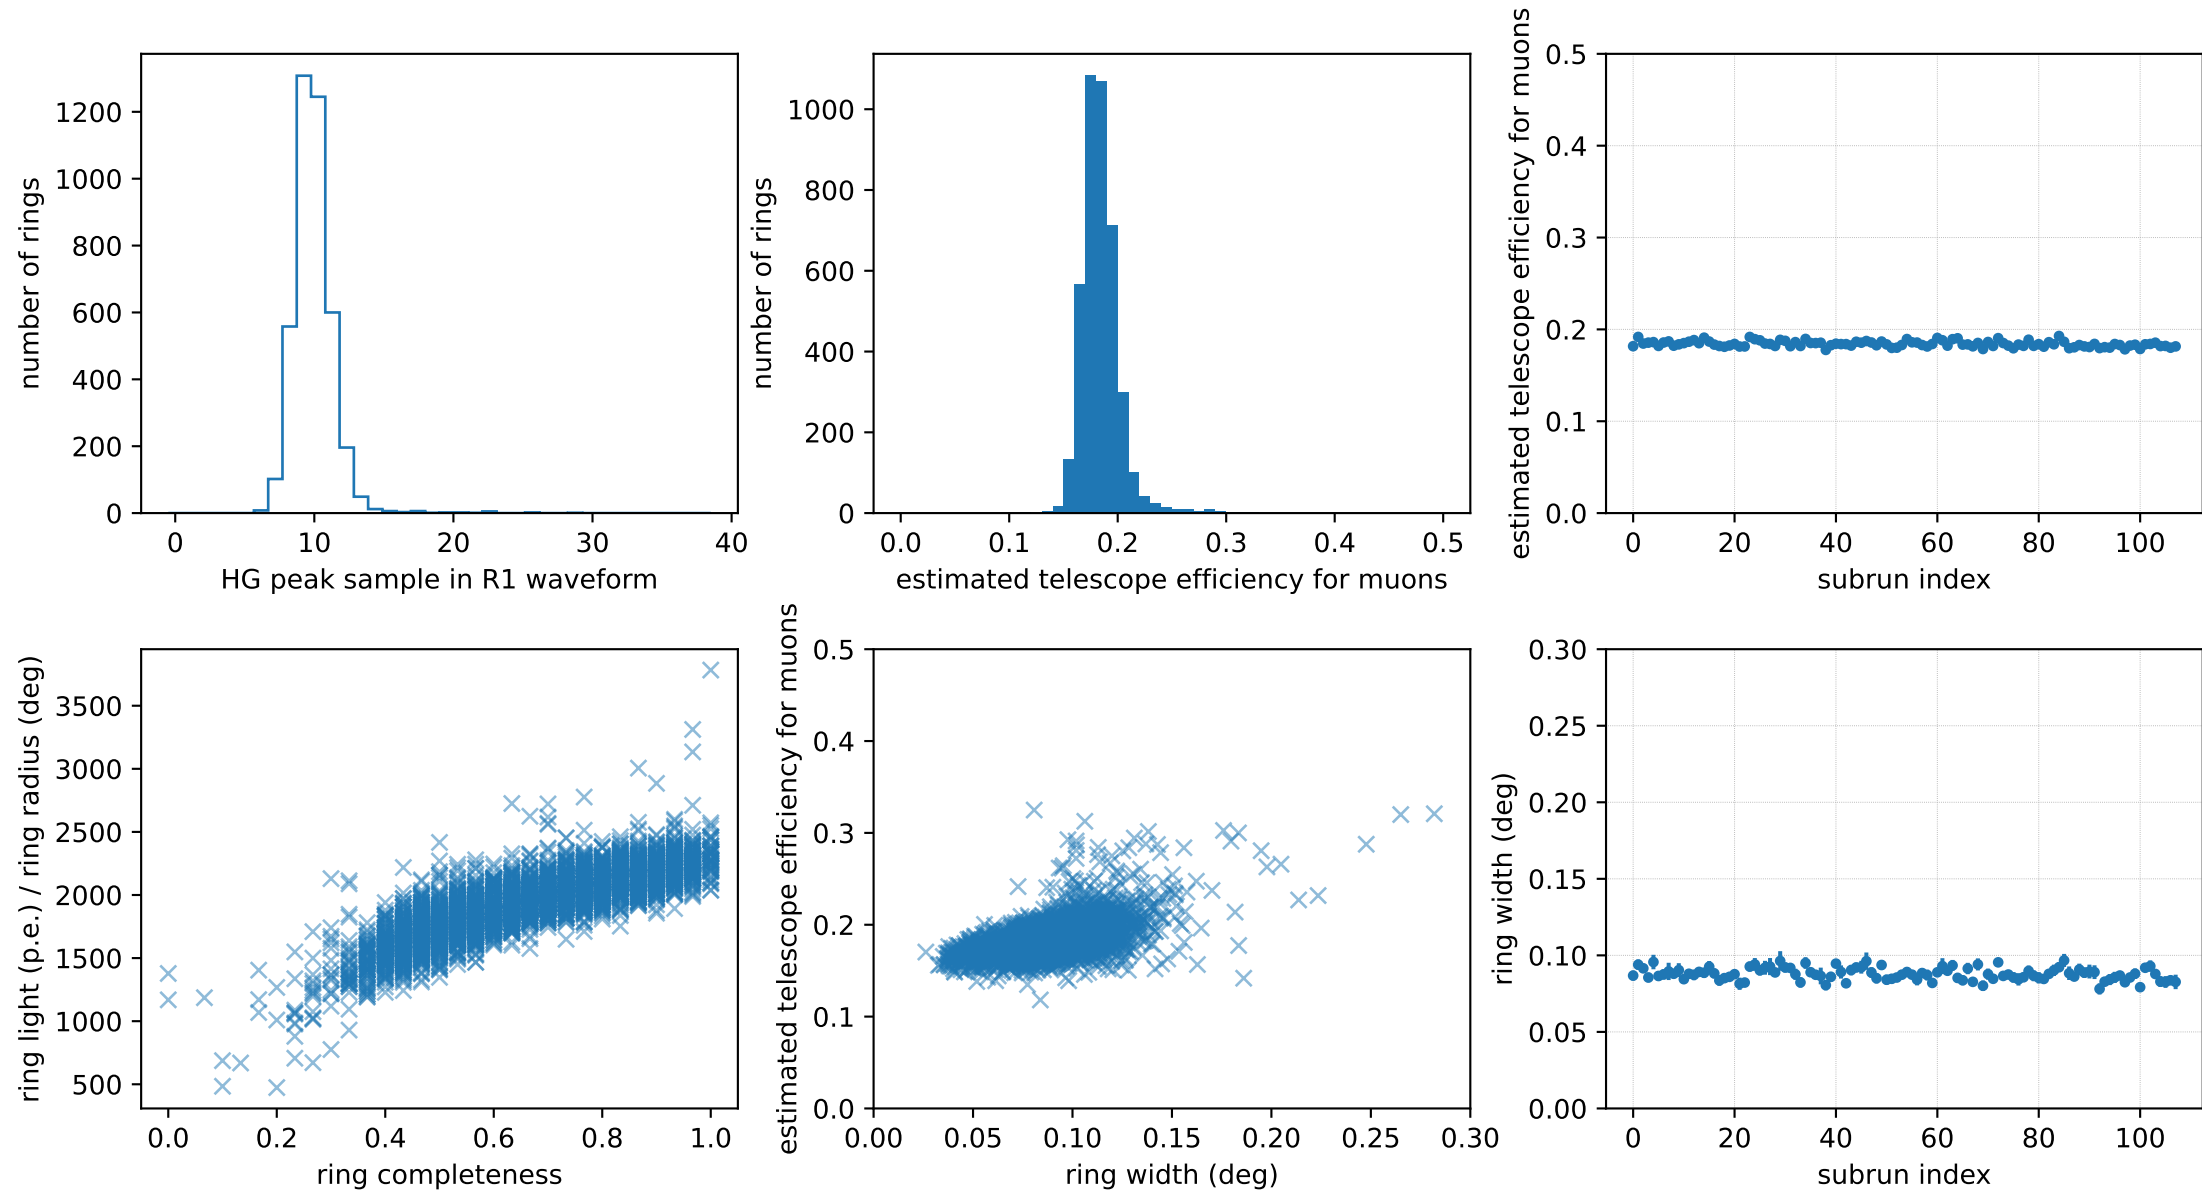 number of rings
1200
1000
800
600
400
200
0
0 10 20 30 40
HG peak sample in R1 waveform
number of rings
1000
800
600
400
200
0
0.0 0.1 0.2 0.3 0.4 0.5
estimated telescope efficiency for muons
estimated telescope efficiency for muons
0.5
0.4
0.3
0.2
0.1
0.0
0 20 40 60 80 100
subrun index
ring light (p.e.) / ring radius (deg)
3500
3000
2500
2000
1500
1000
500
0.0 0.2 0.4 0.6 0.8 1.0
ring completeness
estimated telescope efficiency for muons
0.5
0.4
0.3
0.2
0.1
0.0
0.00 0.05 0.10 0.15 0.20 0.25 0.30
ring width (deg)
ring width (deg)
0.30
0.25
0.20
0.15
0.10
0.05
0.00
0 20 40 60 80 100
subrun index